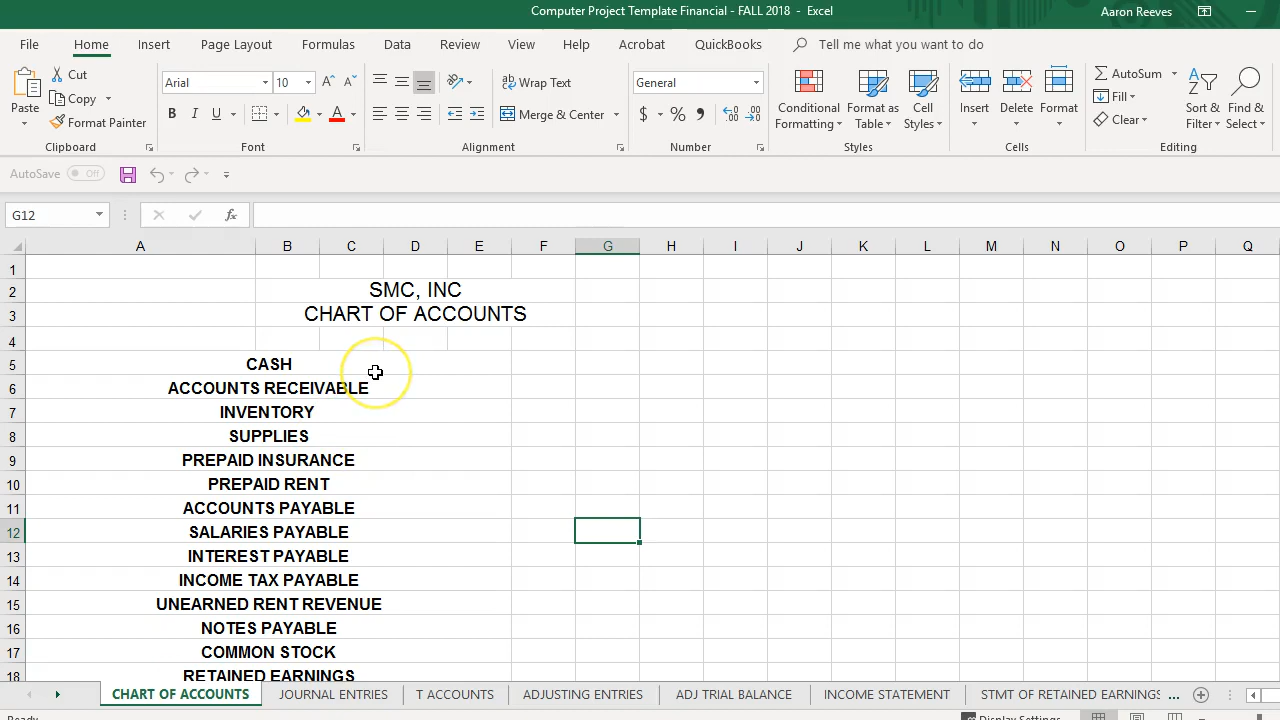 Computer Project Template Financial - FALL 2018 - Excel
Aaron Reeves
File Home Insert Page Layout Formulas Data Review View Help Acrobat QuickBooks Tell me what you want to do
Paste
Cut
Copy
Format Painter
Clipboard
Arial 10
B I U
Font
Wrap Text
Merge & Center
Alignment
General
$ % ,
Number
Conditional Formatting
Format as Table
Cell Styles
Styles
Insert
Delete
Format
Cells
AutoSum
Fill
Clear
Sort & Filter
Find & Select
Editing
AutoSave Off
G12
fx
A B C D E F G H I J K L M N O P Q
1
2 SMC, INC
3 CHART OF ACCOUNTS
4
5 CASH
6 ACCOUNTS RECEIVABLE
7 INVENTORY
8 SUPPLIES
9 PREPAID INSURANCE
10 PREPAID RENT
11 ACCOUNTS PAYABLE
12 SALARIES PAYABLE
13 INTEREST PAYABLE
14 INCOME TAX PAYABLE
15 UNEARNED RENT REVENUE
16 NOTES PAYABLE
17 COMMON STOCK
18 RETAINED EARNINGS
CHART OF ACCOUNTS JOURNAL ENTRIES T ACCOUNTS ADJUSTING ENTRIES ADJ TRIAL BALANCE INCOME STATEMENT STMT OF RETAINED EARNINGS ...
Ready
Display Settings